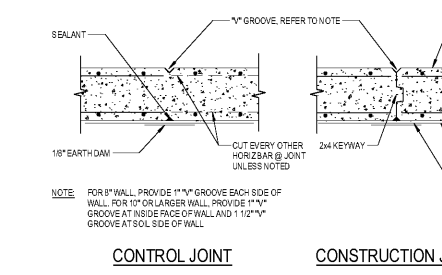 "V" GROOVE, REFER TO NOTE
SEALANT
1/8" EARTH DAM
CUT EVERY OTHER
HORIZ BAR @ JOINT
UNLESS NOTED
2x4 KEYWAY
NOTE: FOR 8" WALL, PROVIDE 1" "V" GROOVE EACH SIDE OF
WALL. FOR 10" OR LARGER WALL, PROVIDE 1" "V"
GROOVE AT INSIDE FACE OF WALL AND 1 1/2" "V"
GROOVE AT SOIL SIDE OF WALL
CONTROL JOINT
CONSTRUCTION J